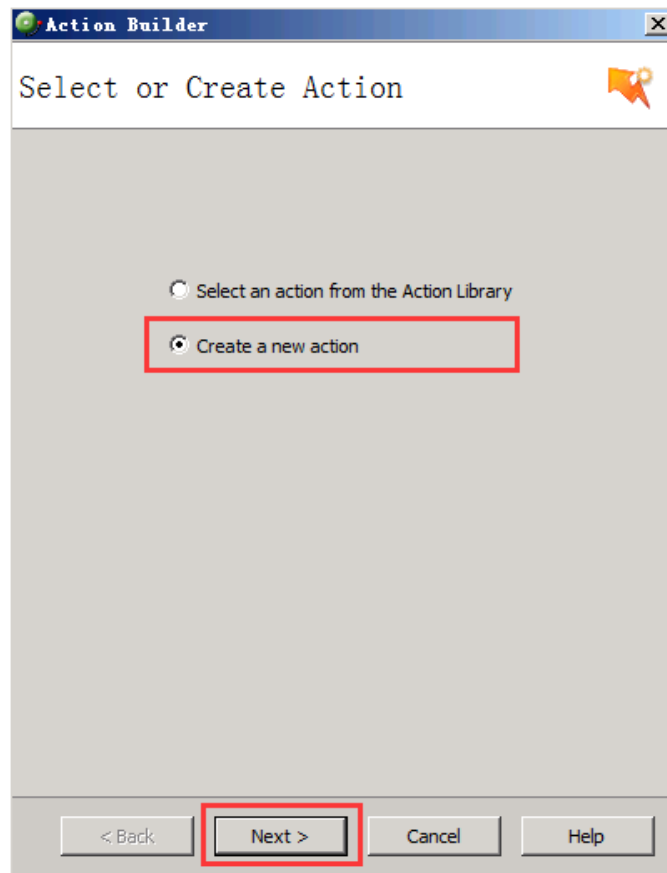 Action Builder
Select or Create Action
Select an action from the Action Library
Create a new action
< Back Next > Cancel Help